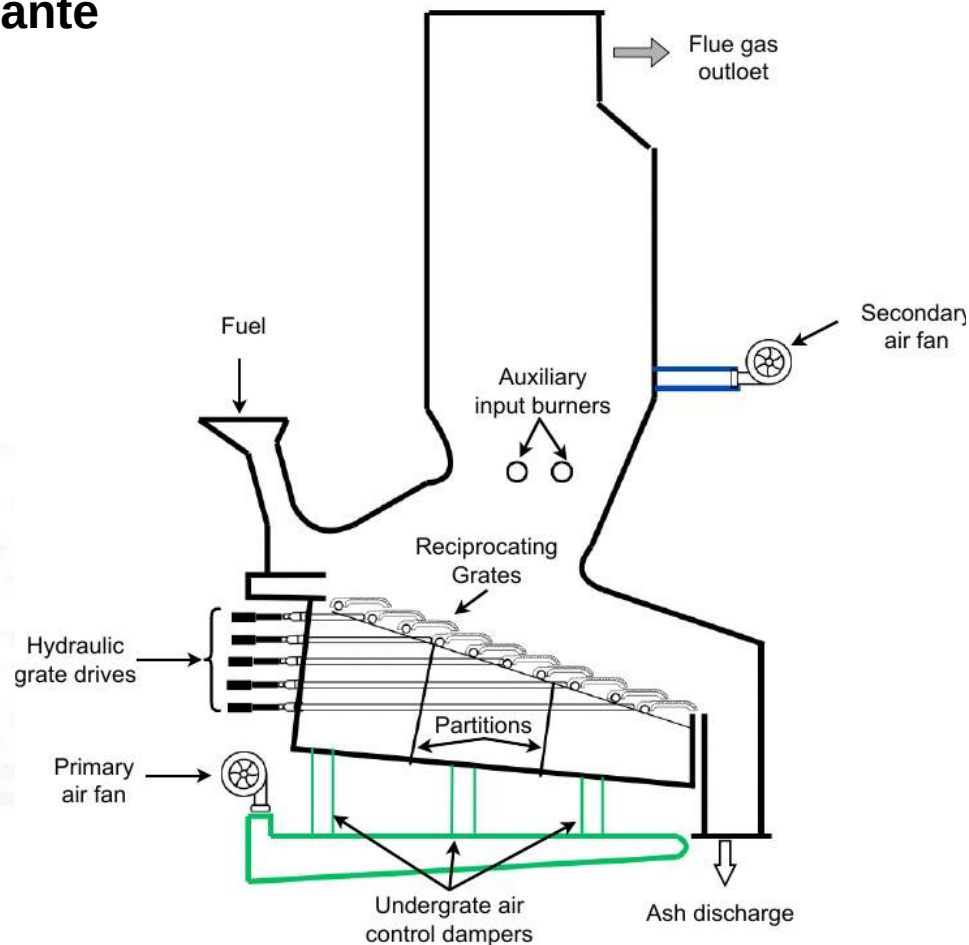 ante
Flue gas
outloet
Fuel
Secondary
air fan
Auxiliary
input burners
Reciprocating
Grates
Hydraulic
grate drives
Partitions
Primary
air fan
Undergrate air
control dampers
Ash discharge